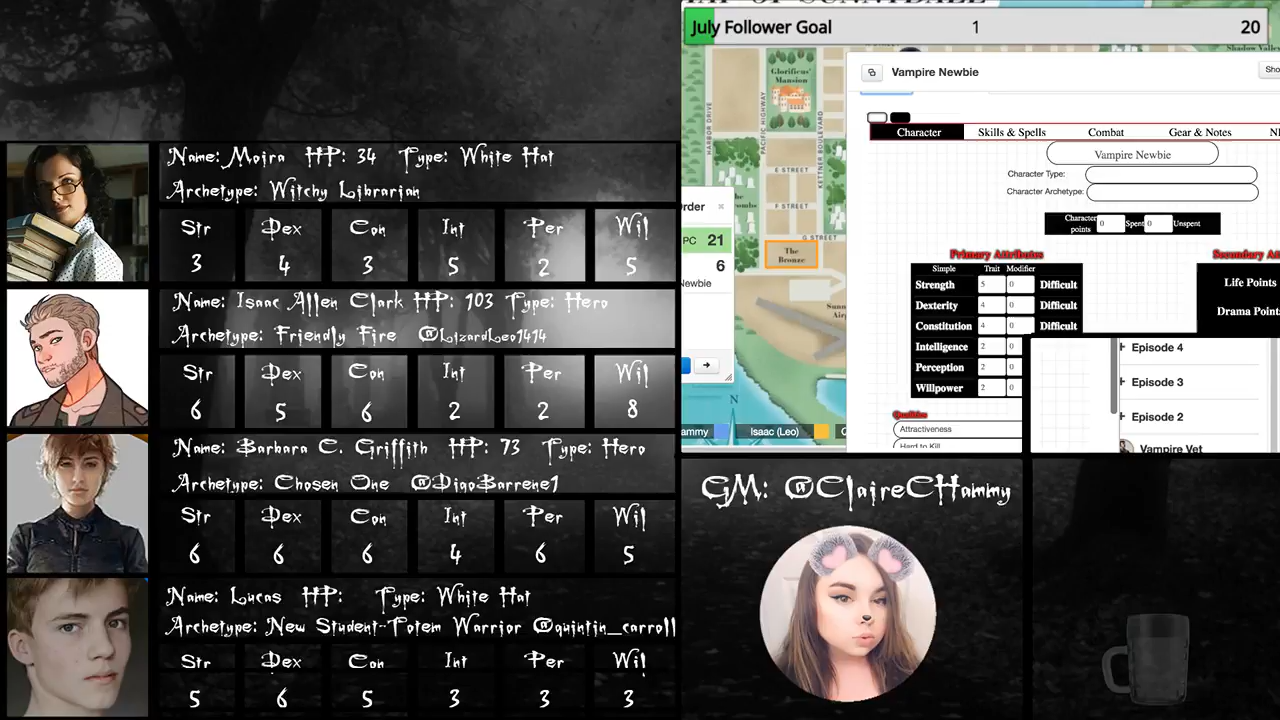 Name: Moira HP: 34 Type: White Hat
Archetype: Witchy Librarian
Str Dex Con Int Per Wil
3 4 3 5 2 5
Name: Isaac Allen Clark HP: 103 Type: Hero
Archetype: Friendly Fire @LizardLeo1414
Str Dex Con Int Per Wil
6 5 6 2 2 8
Name: Barbara C. Griffith HP: 73 Type: Hero
Archetype: Chosen One @DigoBarrene1
Str Dex Con Int Per Wil
6 6 6 4 6 5
Name: Lucas HP: Type: White Hat
Archetype: New Student-Totem Warrior @quintin_carroll
Str Dex Con Int Per Wil
5 6 5 3 3 3
July Follower Goal 1 20
Shadow Valley
Glorificus'
Mansion
HARBOR DRIVE
PACIFIC HIGHWAY
KETTNER BOULEVARD
E STREET
F STREET
G STREET
The
Bronze
Order
PC 21
6
Newbie
ammy Isaac (Leo)
Vampire Newbie
Sho
Character Skills & Spells Combat Gear & Notes N
Vampire Newbie
Character Type:
Character Archetype:
Character
points 0 Spent 0 Unspent
Primary Attributes
Simple Trait Modifier
Strength 5 0 Difficult
Dexterity 4 0 Difficult
Constitution 4 0 Difficult
Intelligence 2 0
Perception 2 0
Willpower 2 0
Secondary At
Life Points
Drama Points
Qualities
Attractiveness
Hard to Kill
Episode 4
Episode 3
Episode 2
Vampire Vet
GM: @ClaireCHammy